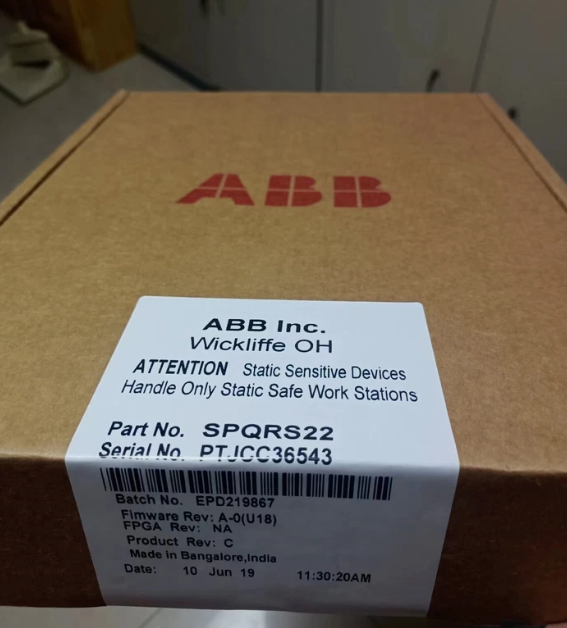 ABB
ABB Inc.
Wickliffe OH
ATTENTION Static Sensitive Devices
Handle Only Static Safe Work Stations
Part No. SPQRS22
Serial No. PTJCC36543
Batch No. EPD219867
Fimware Rev: A-0(U18)
FPGA Rev: NA
Product Rev: C
Made in Bangalore,India
Date: 10 Jun 19 11:30:20AM